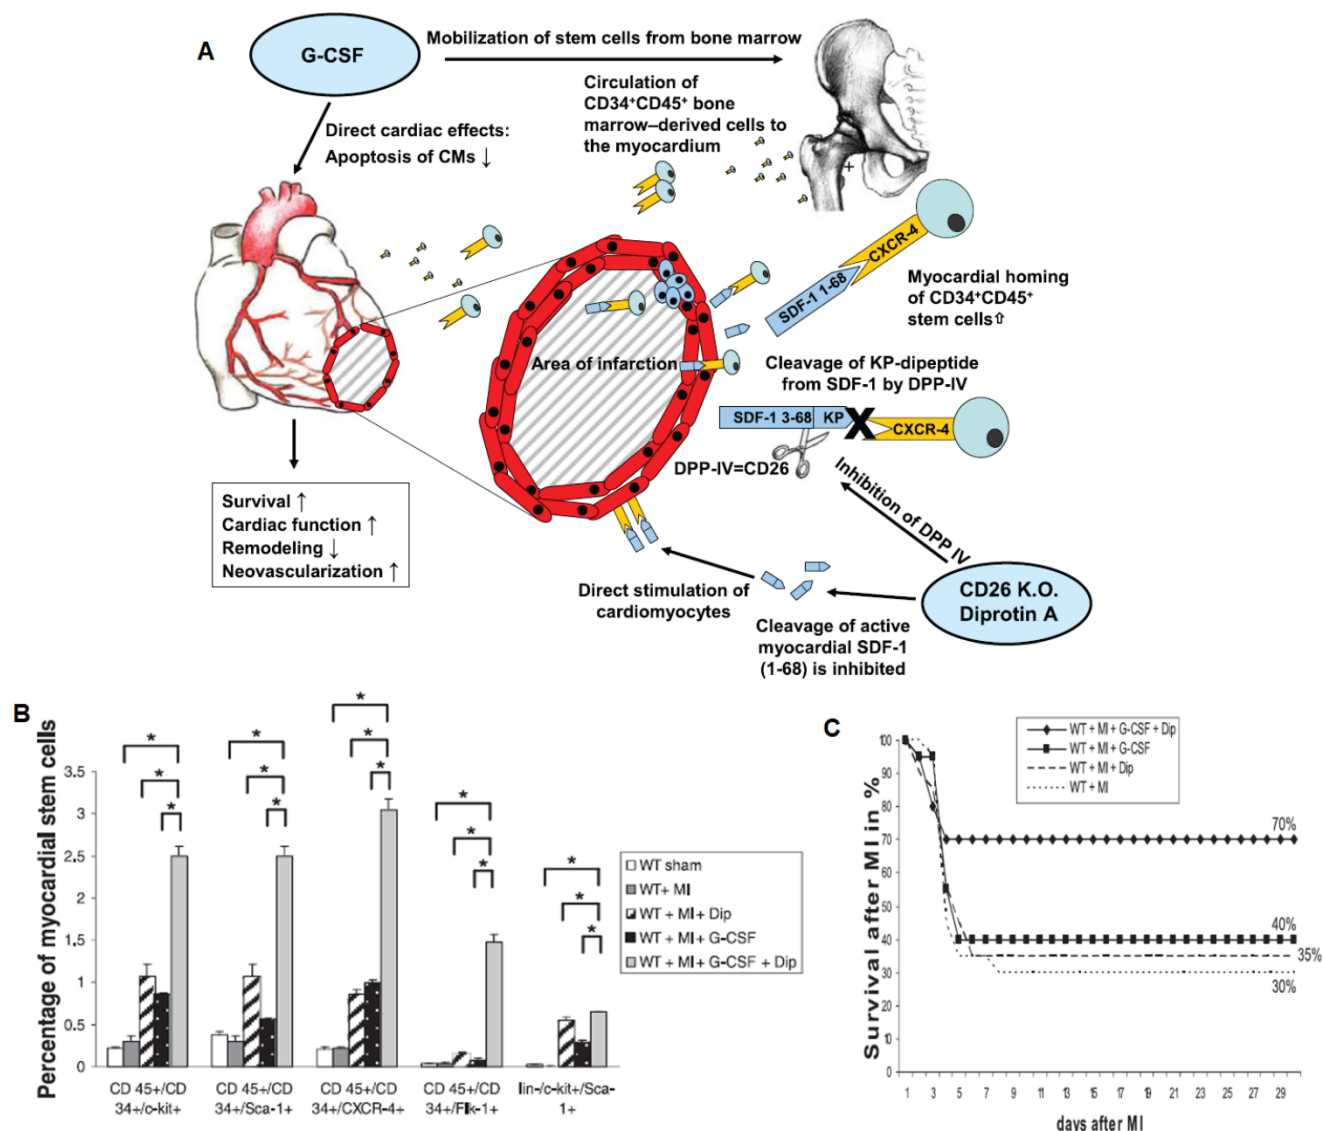 A
G-CSF
Mobilization of stem cells from bone marrow
Circulation of
CD34⁺CD45⁺ bone
marrow–derived cells to
the myocardium
Direct cardiac effects:
Apoptosis of CMs ↓
+
CXCR-4
SDF-1 1-68
Myocardial homing
of CD34⁺CD45⁺
stem cells⇧
Area of infarction
Cleavage of KP-dipeptide
from SDF-1 by DPP-IV
SDF-1 3-68 KP X CXCR-4
DPP-IV=CD26
Inhibition of DPP IV
Survival ↑
Cardiac function ↑
Remodeling ↓
Neovascularization ↑
Direct stimulation of
cardiomyocytes
CD26 K.O.
Diprotin A
Cleavage of active
myocardial SDF-1
(1-68) is inhibited
B
Percentage of myocardial stem cells
3.5
3
2.5
2
1.5
1
0.5
0
* * *
* * *
* * *
* * *
* * *
WT sham
WT+ MI
WT + MI + Dip
WT + MI + G-CSF
WT + MI + G-CSF + Dip
CD 45+/CD
34+/c-kit+
CD 45+/CD
34+/Sca-1+
CD 45+/CD
34+/CXCR-4+
CD 45+/CD
34+/Flk-1+
lin-/c-kit+/Sca-
1+
C
WT + MI + G-CSF + Dip
WT + MI + G-CSF
WT + MI + Dip
WT + MI
Survival after MI in %
100
90
80
70
60
50
40
30
20
10
0
70%
40%
35%
30%
1 3 5 7 9 11 13 15 17 19 21 23 25 27 29
days after MI